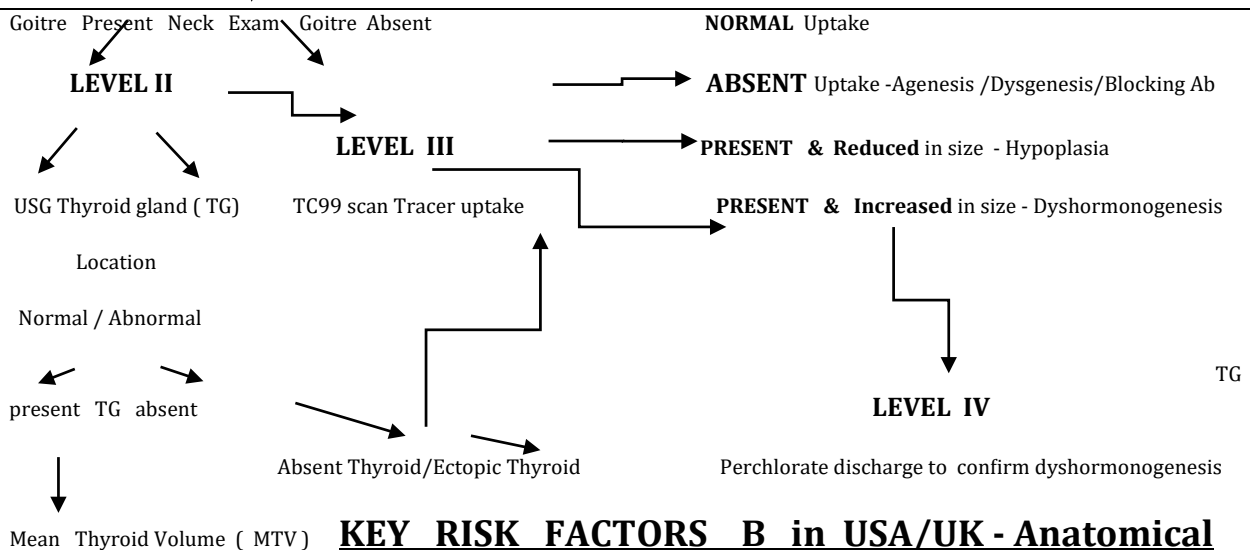 Goitre Present Neck Exam Goitre Absent NORMAL Uptake
LEVEL II ABSENT Uptake -Agenesis /Dysgenesis/Blocking Ab
LEVEL III PRESENT & Reduced in size - Hypoplasia
USG Thyroid gland ( TG) TC99 scan Tracer uptake PRESENT & Increased in size - Dyshormonogenesis
Location
Normal / Abnormal
TG
present TG absent LEVEL IV
Absent Thyroid/Ectopic Thyroid Perchlorate discharge to confirm dyshormonogenesis
Mean Thyroid Volume ( MTV ) KEY RISK FACTORS B in USA/UK - Anatomical